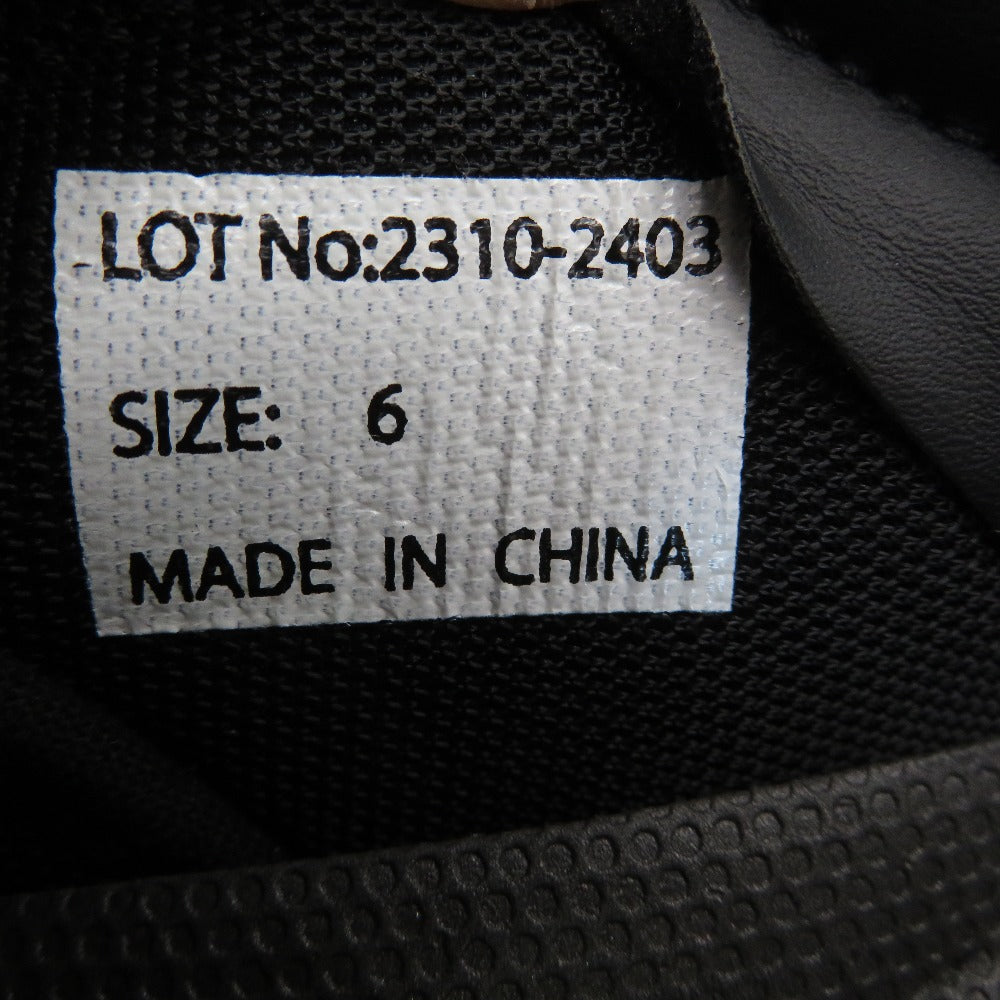 LOT No:2310-2403
SIZE: 6
MADE IN CHINA